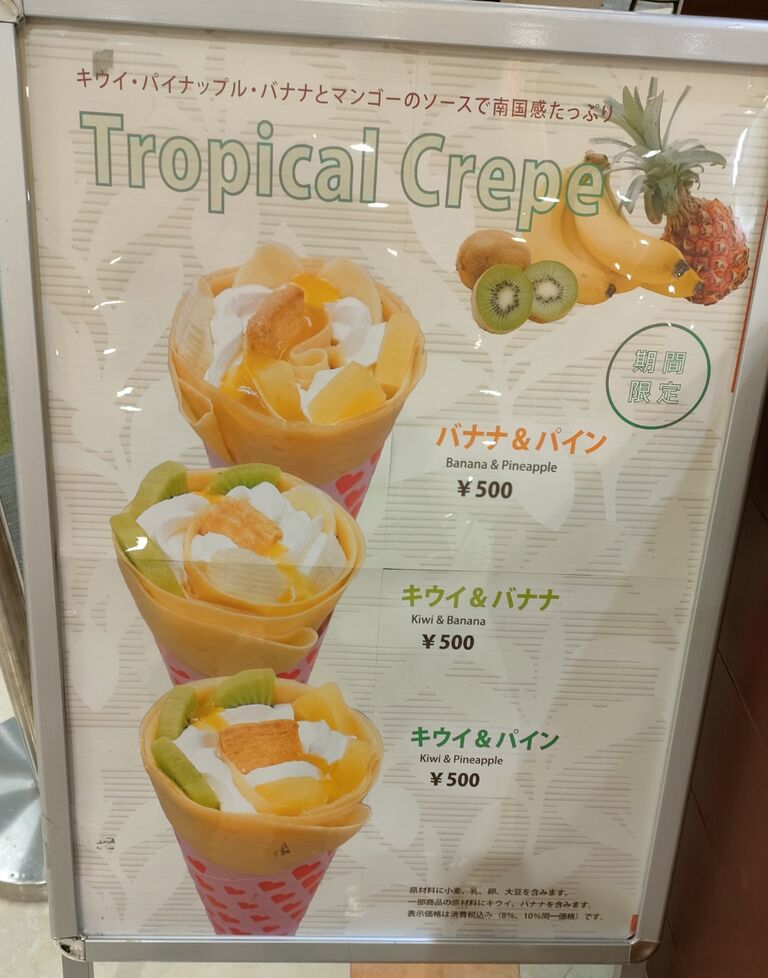 キウイ・パイナップル・バナナとマンゴーのソースで南国感たっぷり
Tropical Crepe
期間
限定
バナナ&パイン
Banana & Pineapple
¥500
キウイ&バナナ
Kiwi & Banana
¥500
キウイ&パイン
Kiwi & Pineapple
¥500
原材料に小麦、乳、卵、大豆を含みます。
一部商品の原材料にキウイ、バナナを含みます。
表示価格は消費税込み(8%、10%同一価格)です。